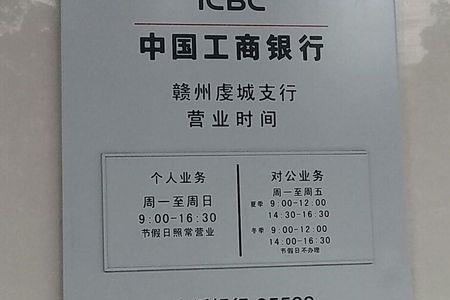 ICBC
中国工商银行
赣州虔城支行
营业时间
个人业务
周一至周日
9:00-16:30
节假日照常营业
对公业务
周一至周五
夏季 9:00-12:00
14:30-16:30
冬季 9:00-12:00
14:00-16:30
节假日不办理